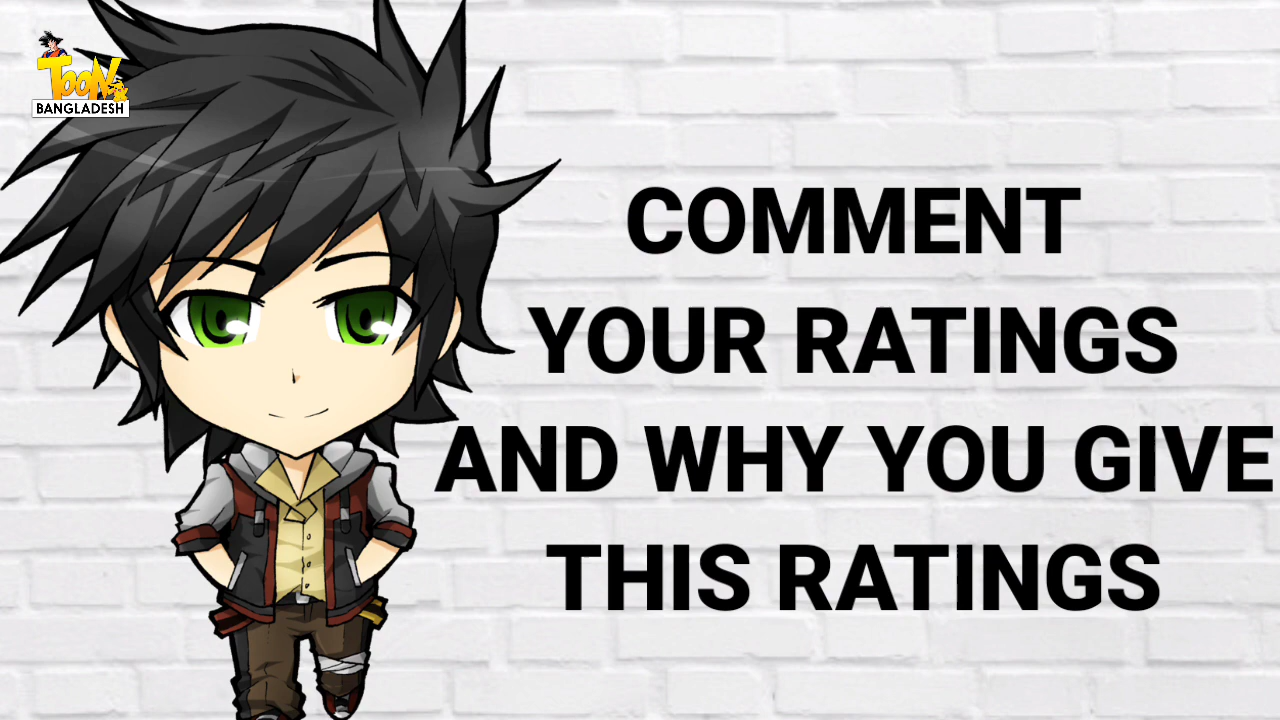 TOON
BANGLADESH
COMMENT
YOUR RATINGS
AND WHY YOU GIVE
THIS RATINGS